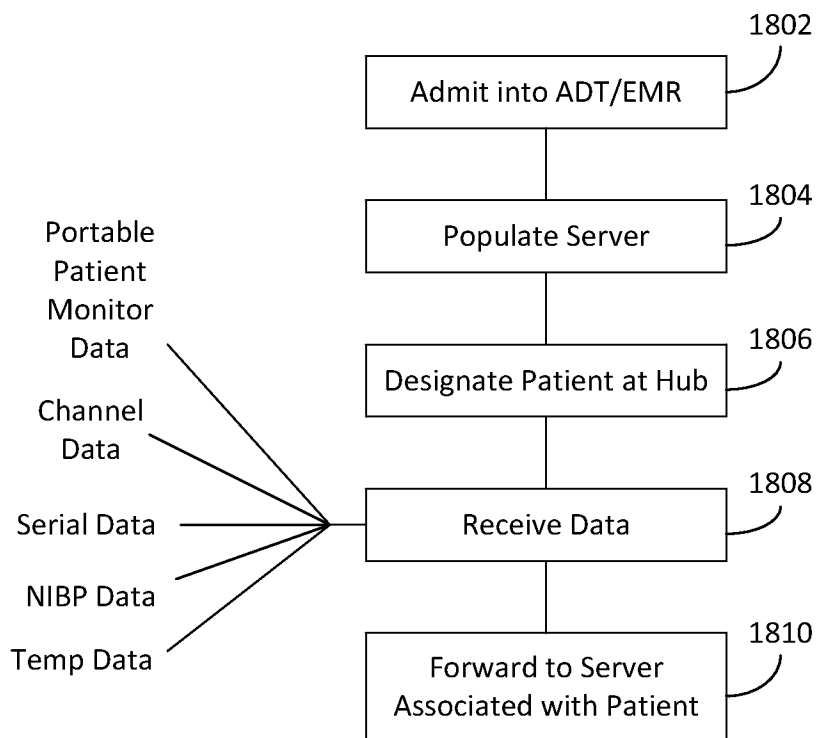 1802
Admit into ADT/EMR
1804
Populate Server
Portable
Patient
Monitor
Data
1806
Designate Patient at Hub
Channel
Data
1808
Serial Data
Receive Data
NIBP Data
Temp Data
1810
Forward to Server
Associated with Patient